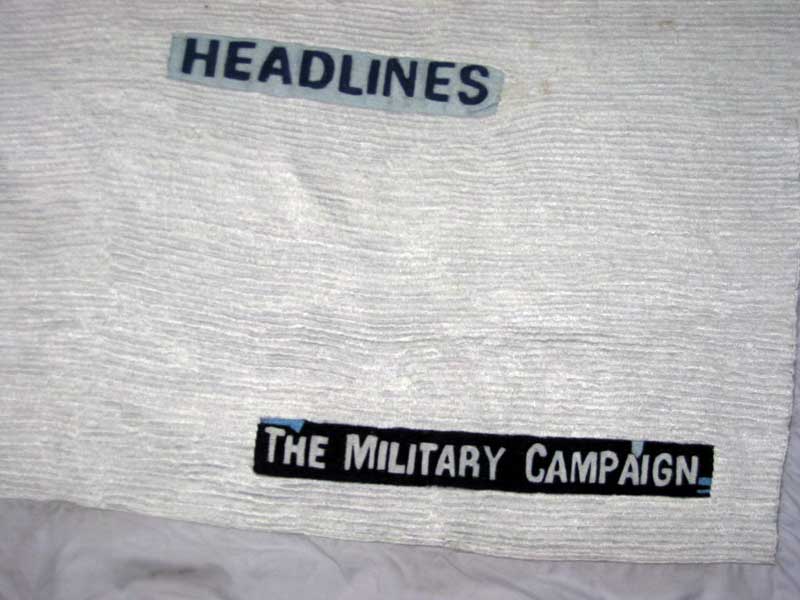 HEADLINES
THE MILITARY CAMPAIGN